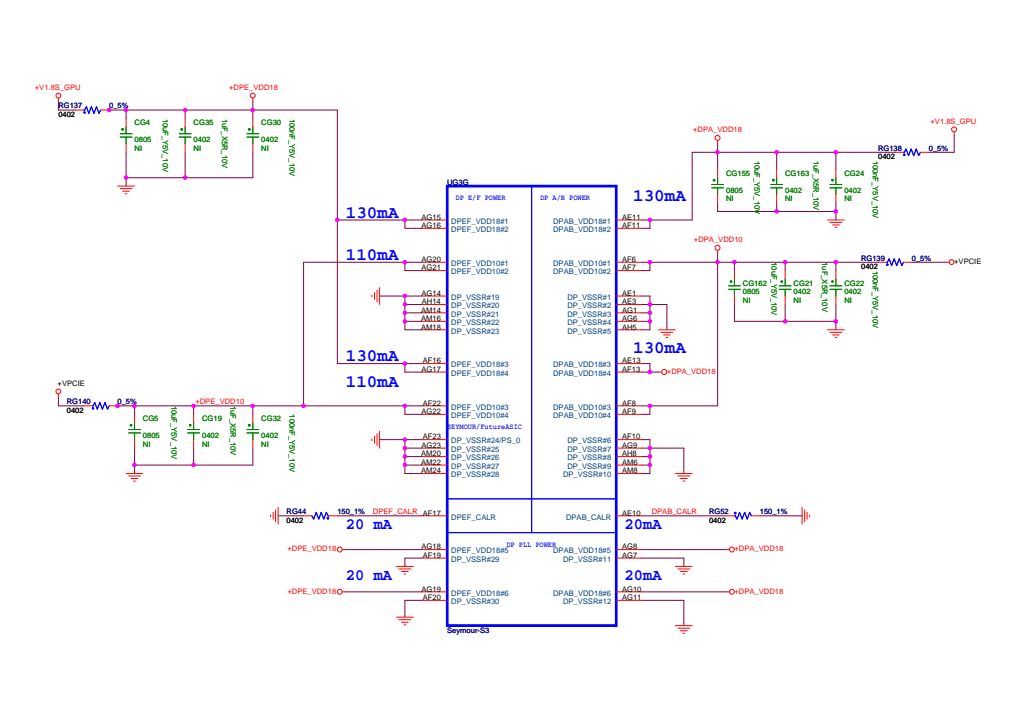 +V1.8S_GPU
RG137
0_5%
0402
+DPE_VDD18
CG4
0805
NI
10uF_Y5V_10V
CG35
0402
NI
1uF_X5R_10V
CG30
0402
NI
100nF_Y5V_10V
+DPA_VDD18
+V1.8S_GPU
RG138
0_5%
0402
CG155
0805
NI
10uF_Y5V_10V
CG163
0402
NI
1uF_X5R_10V
CG24
0402
NI
100nF_Y5V_10V
UG3G
DP E/F POWER
DP A/B POWER
130mA
130mA
AG15 DPEF_VDD18#1 DPAB_VDD18#1 AE11
AG16 DPEF_VDD18#2 DPAB_VDD18#2 AF11
+DPA_VDD10
110mA
AG20 DPEF_VDD10#1 DPAB_VDD10#1 AF6
AG21 DPEF_VDD10#2 DPAB_VDD10#2 AF7
RG139
0_5%
0402
+VPCIE
CG162
0805
NI
10uF_Y5V_10V
CG21
0402
NI
1uF_X5R_10V
CG22
0402
NI
100nF_Y5V_10V
AG14 DP_VSSR#19 DP_VSSR#1 AE1
AH14 DP_VSSR#20 DP_VSSR#2 AE3
AM14 DP_VSSR#21 DP_VSSR#3 AG1
AM16 DP_VSSR#22 DP_VSSR#4 AG6
AM18 DP_VSSR#23 DP_VSSR#5 AH5
130mA
130mA
AF16 DPEF_VDD18#3 DPAB_VDD18#3 AE13
AG17 DPEF_VDD18#4 DPAB_VDD18#4 AF13 +DPA_VDD18
110mA
+VPCIE
RG140
0_5%
0402
+DPE_VDD10
AF22 DPEF_VDD10#3 DPAB_VDD10#3 AF8
AG22 DPEF_VDD10#4 DPAB_VDD10#4 AF9
CG5
0805
NI
10uF_Y5V_10V
CG19
0402
NI
1uF_X5R_10V
CG32
0402
NI
100nF_Y5V_10V
SEYMOUR/FutureASIC
AF23 DP_VSSR#24/PS_0 DP_VSSR#6 AF10
AG23 DP_VSSR#25 DP_VSSR#7 AG9
AM20 DP_VSSR#26 DP_VSSR#8 AH8
AM22 DP_VSSR#27 DP_VSSR#9 AM6
AM24 DP_VSSR#28 DP_VSSR#10 AM8
RG44 150_1% DPEF_CALR AF17 DPEF_CALR DPAB_CALR AE10 DPAB_CALR RG52 150_1%
0402
0402
20 mA
20mA
DP PLL POWER
+DPE_VDD18 AG18 DPEF_VDD18#5 DPAB_VDD18#5 AG8 +DPA_VDD18
AF19 DP_VSSR#29 DP_VSSR#11 AG7
20 mA
20mA
+DPE_VDD18 AG19 DPEF_VDD18#6 DPAB_VDD18#6 AG10 +DPA_VDD18
AF20 DP_VSSR#30 DP_VSSR#12 AG11
Seymour-S3